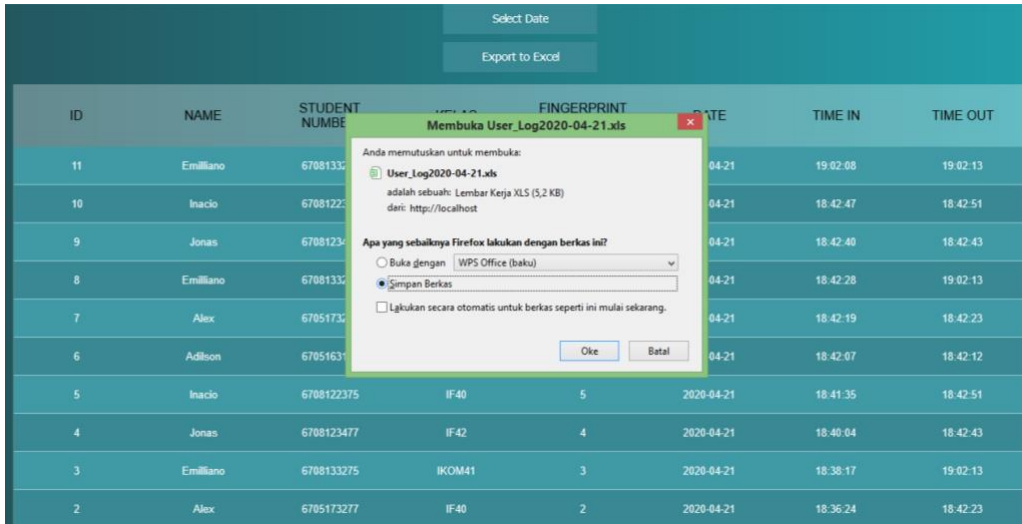 Select Date
Export to Excel
ID NAME STUDENT FINGERPRINT TIME IN TIME OUT
Membuka User_Log2020-04-21.xls
Anda memutuskan untuk membuka:
User_Log2020-04-21.xls
adalah sebuah: Lembar Kerja XLS (5,2 KB)
dari: http://localhost
Apa yang sebaiknya Firefox lakukan dengan berkas ini?
Buka dengan WPS Office (baku)
Simpan Berkas
Lakukan secara otomatis untuk berkas seperti ini mulai sekarang.
Oke Batal
11 Emilliano 67081332 04-21 19:02:08 19:02:13
10 Inacio 6708122 04-21 18:42:47 18:42:51
9 Jonas 6708123 04-21 18:42:40 18:42:43
8 Emilliano 67081332 04-21 18:42:28 19:02:13
7 Alex 6705173 04-21 18:42:19 18:42:23
6 Adilson 6705163 04-21 18:42:07 18:42:12
5 Inacio 6708122375 IF40 5 2020-04-21 18:41:35 18:42:51
4 Jonas 6708123477 IF42 4 2020-04-21 18:40:04 18:42:43
3 Emilliano 6708133275 IKOM41 3 2020-04-21 18:38:17 19:02:13
2 Alex 6705173277 IF40 2 2020-04-21 18:36:24 18:42:23